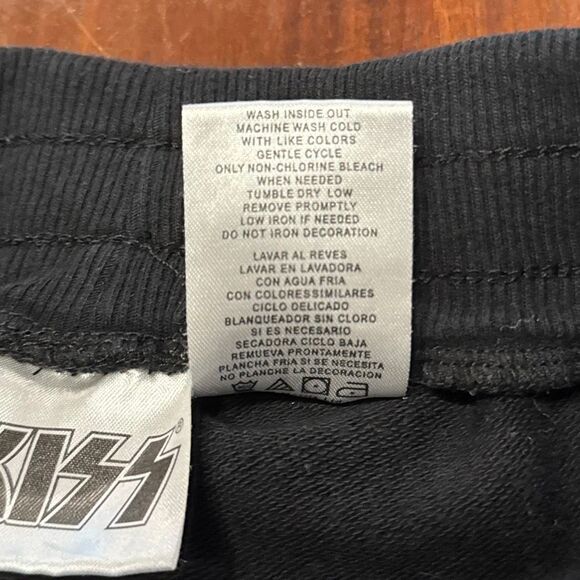 WASH INSIDE OUT
MACHINE WASH COLD
WITH LIKE COLORS
GENTLE CYCLE
ONLY NON-CHLORINE BLEACH
WHEN NEEDED
TUMBLE DRY LOW
REMOVE PROMPTLY
LOW IRON IF NEEDED
DO NOT IRON DECORATION
LAVAR AL REVES
LAVAR EN LAVADORA
CON AGUA FRIA
CON COLORESSIMILARES
CICLO DELICADO
BLANQUEADOR SIN CLORO
SI ES NECESARIO
SECADORA CICLO BAJA
REMUEVA PRONTAMENTE
PLANCHA FRIA SI SE NECESITA
NO PLANCHE LA DECORACION
KISS®